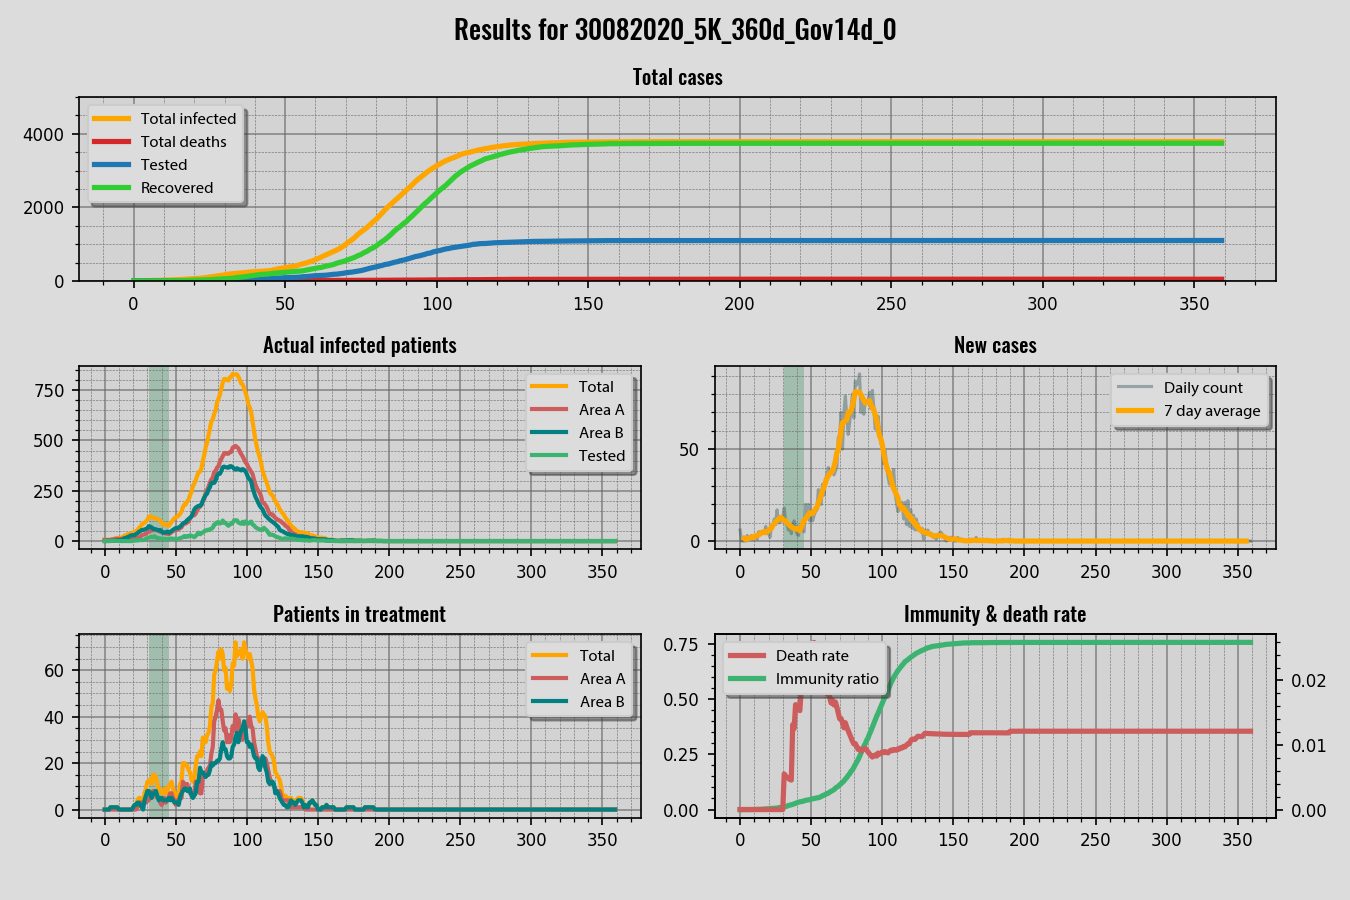 Results for 30082020_5K_360d_Gov14d_0
Total cases
Total infected
Total deaths
Tested
Recovered
4000
2000
0
0 50 100 150 200 250 300 350
Actual infected patients
Total
Area A
Area B
Tested
750
500
250
0
0 50 100 150 200 250 300 350
New cases
Daily count
7 day average
50
0
0 50 100 150 200 250 300 350
Patients in treatment
Total
Area A
Area B
60
40
20
0
0 50 100 150 200 250 300 350
Immunity & death rate
Death rate
Immunity ratio
0.75
0.50
0.25
0.00
0.02
0.01
0.00
0 50 100 150 200 250 300 350